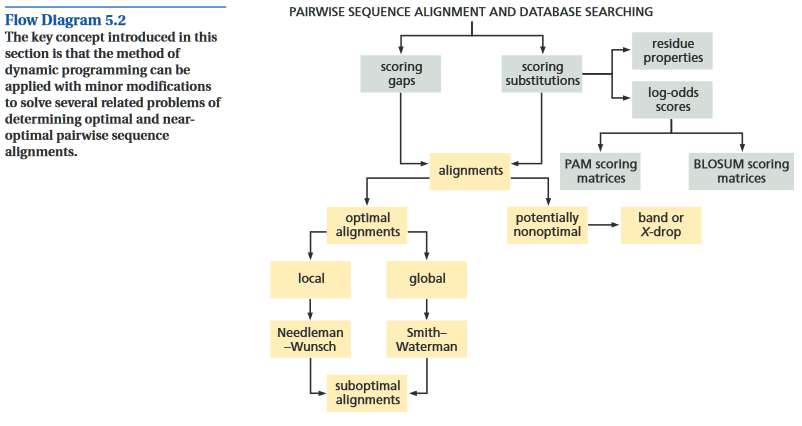 Flow Diagram 5.2
The key concept introduced in this
section is that the method of
dynamic programming can be
applied with minor modifications
to solve several related problems of
determining optimal and near-
optimal pairwise sequence
alignments.
PAIRWISE SEQUENCE ALIGNMENT AND DATABASE SEARCHING
scoring
gaps
scoring
substitutions
residue
properties
log-odds
scores
PAM scoring
matrices
BLOSUM scoring
matrices
alignments
optimal
alignments
potentially
nonoptimal
band or
X-drop
local
global
Needleman
–Wunsch
Smith–
Waterman
suboptimal
alignments